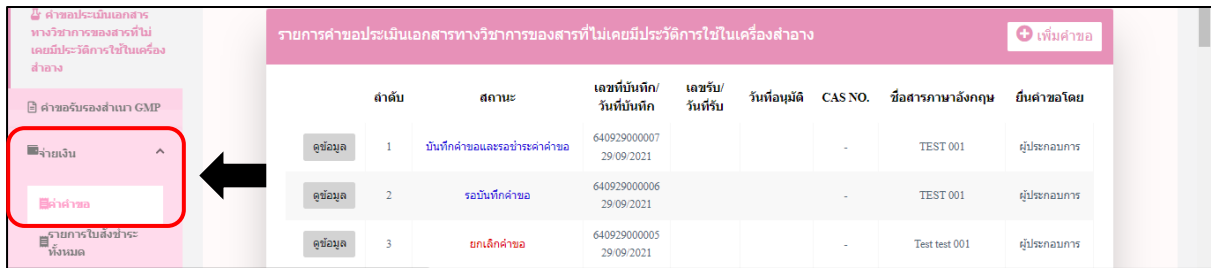 คำขอประเมินเอกสาร
ทางวิชาการของสารที่ไม่
เคยมีประวัติการใช้ในเครื่อง
สำอาง
คำขอรับรองสำเนา GMP
จ่ายเงิน
ค่าคำขอ
รายการใบสั่งชำระ
ทั้งหมด
รายการคำขอประเมินเอกสารทางวิชาการของสารที่ไม่เคยมีประวัติการใช้ในเครื่องสำอาง
เพิ่มคำขอ
ลำดับ สถานะ เลขที่บันทึก/ วันที่บันทึก เลขรับ/ วันที่รับ วันที่อนุมัติ CAS NO. ชื่อสารภาษาอังกฤษ ยื่นคำขอโดย
ดูข้อมูล 1 บันทึกคำขอและรอชำระค่าคำขอ 640929000007 - TEST 001 ผู้ประกอบการ
29/09/2021
ดูข้อมูล 2 รอบันทึกคำขอ 640929000006 - TEST 001 ผู้ประกอบการ
29/09/2021
ดูข้อมูล 3 ยกเลิกคำขอ 640929000005 - Test test 001 ผู้ประกอบการ
29/09/2021